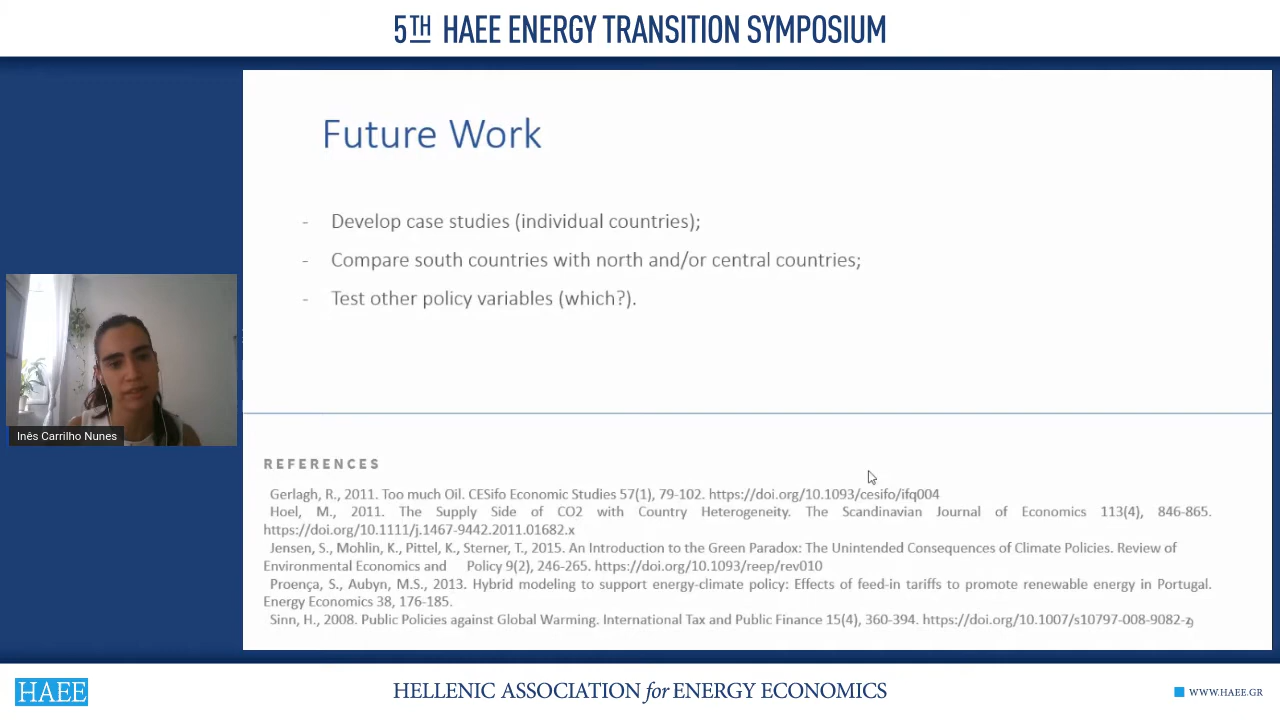 5TH HAEE ENERGY TRANSITION SYMPOSIUM
Future Work
- Develop case studies (individual countries);
- Compare south countries with north and/or central countries;
- Test other policy variables (which?).
Inês Carrilho Nunes
REFERENCES
Gerlagh, R., 2011. Too much Oil. CESifo Economic Studies 57(1), 79-102. https://doi.org/10.1093/cesifo/ifq004
Hoel, M., 2011. The Supply Side of CO2 with Country Heterogeneity. The Scandinavian Journal of Economics 113(4), 846-865.
https://doi.org/10.1111/j.1467-9442.2011.01682.x
Jensen, S., Mohlin, K., Pittel, K., Sterner, T., 2015. An Introduction to the Green Paradox: The Unintended Consequences of Climate Policies. Review of
Environmental Economics and Policy 9(2), 246-265. https://doi.org/10.1093/reep/rev010
Proença, S., Aubyn, M.S., 2013. Hybrid modeling to support energy-climate policy: Effects of feed-in tariffs to promote renewable energy in Portugal.
Energy Economics 38, 176-185.
Sinn, H., 2008. Public Policies against Global Warming. International Tax and Public Finance 15(4), 360-394. https://doi.org/10.1007/s10797-008-9082-z
HAEE
HELLENIC ASSOCIATION for ENERGY ECONOMICS
WWW.HAEE.GR